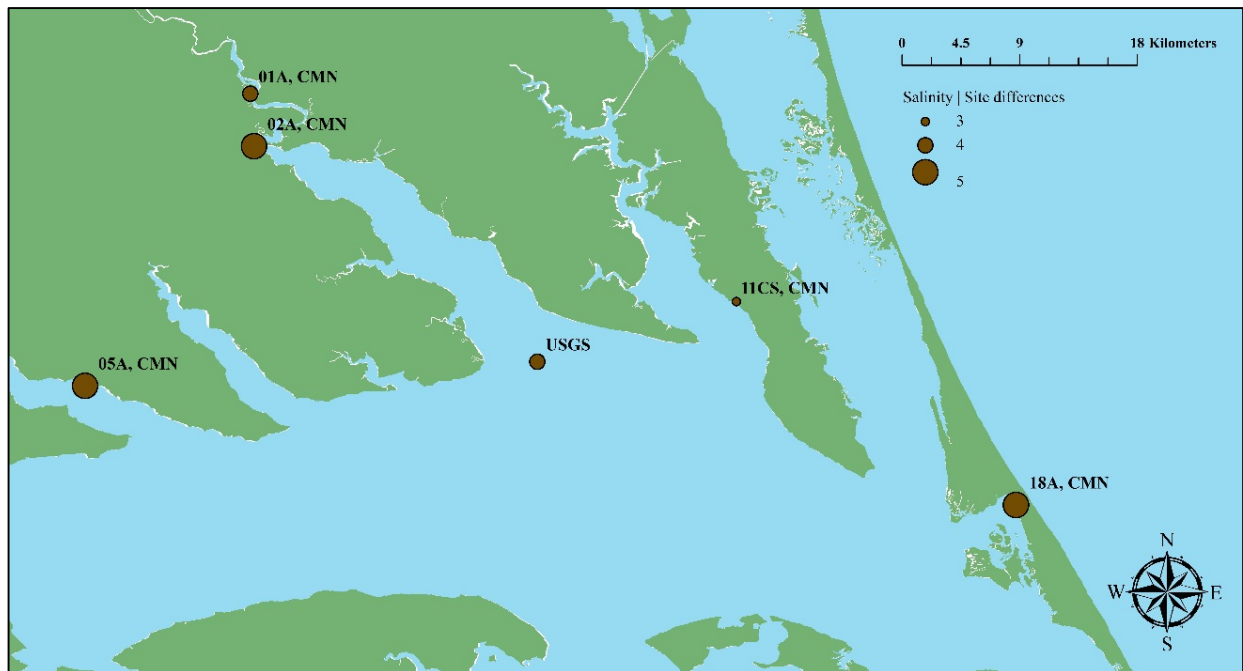 0 4.5 9 18 Kilometers
Salinity | Site differences
3
4
5
01A, CMN
02A, CMN
11CS, CMN
USGS
05A, CMN
18A, CMN
N
W E
S